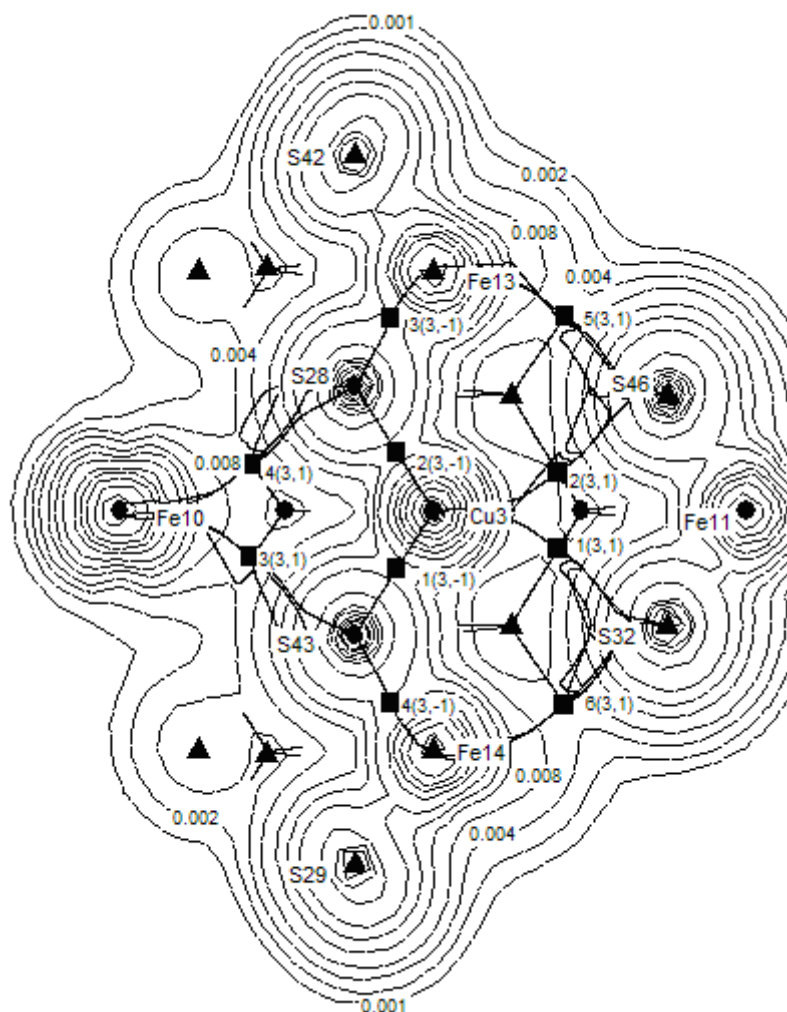 0.001
S42
0.002
0.008
Fe13
0.004
3(3,-1)
5(3,1)
0.004
S28
S46
0.008
4(3,1)
2(3,-1)
2(3,1)
Fe10
Cu3
Fe11
3(3,1)
1(3,-1)
1(3,1)
S43
S32
4(3,-1)
6(3,1)
Fe14
0.008
0.002
0.004
S29
0.001